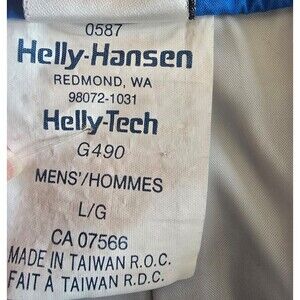 0587
Helly-Hansen
REDMOND, WA
98072-1031
Helly-Tech
G490
MENS'/HOMMES
L/G
CA 07566
MADE IN TAIWAN R.O.C.
FAIT À TAIWAN R.D.C.